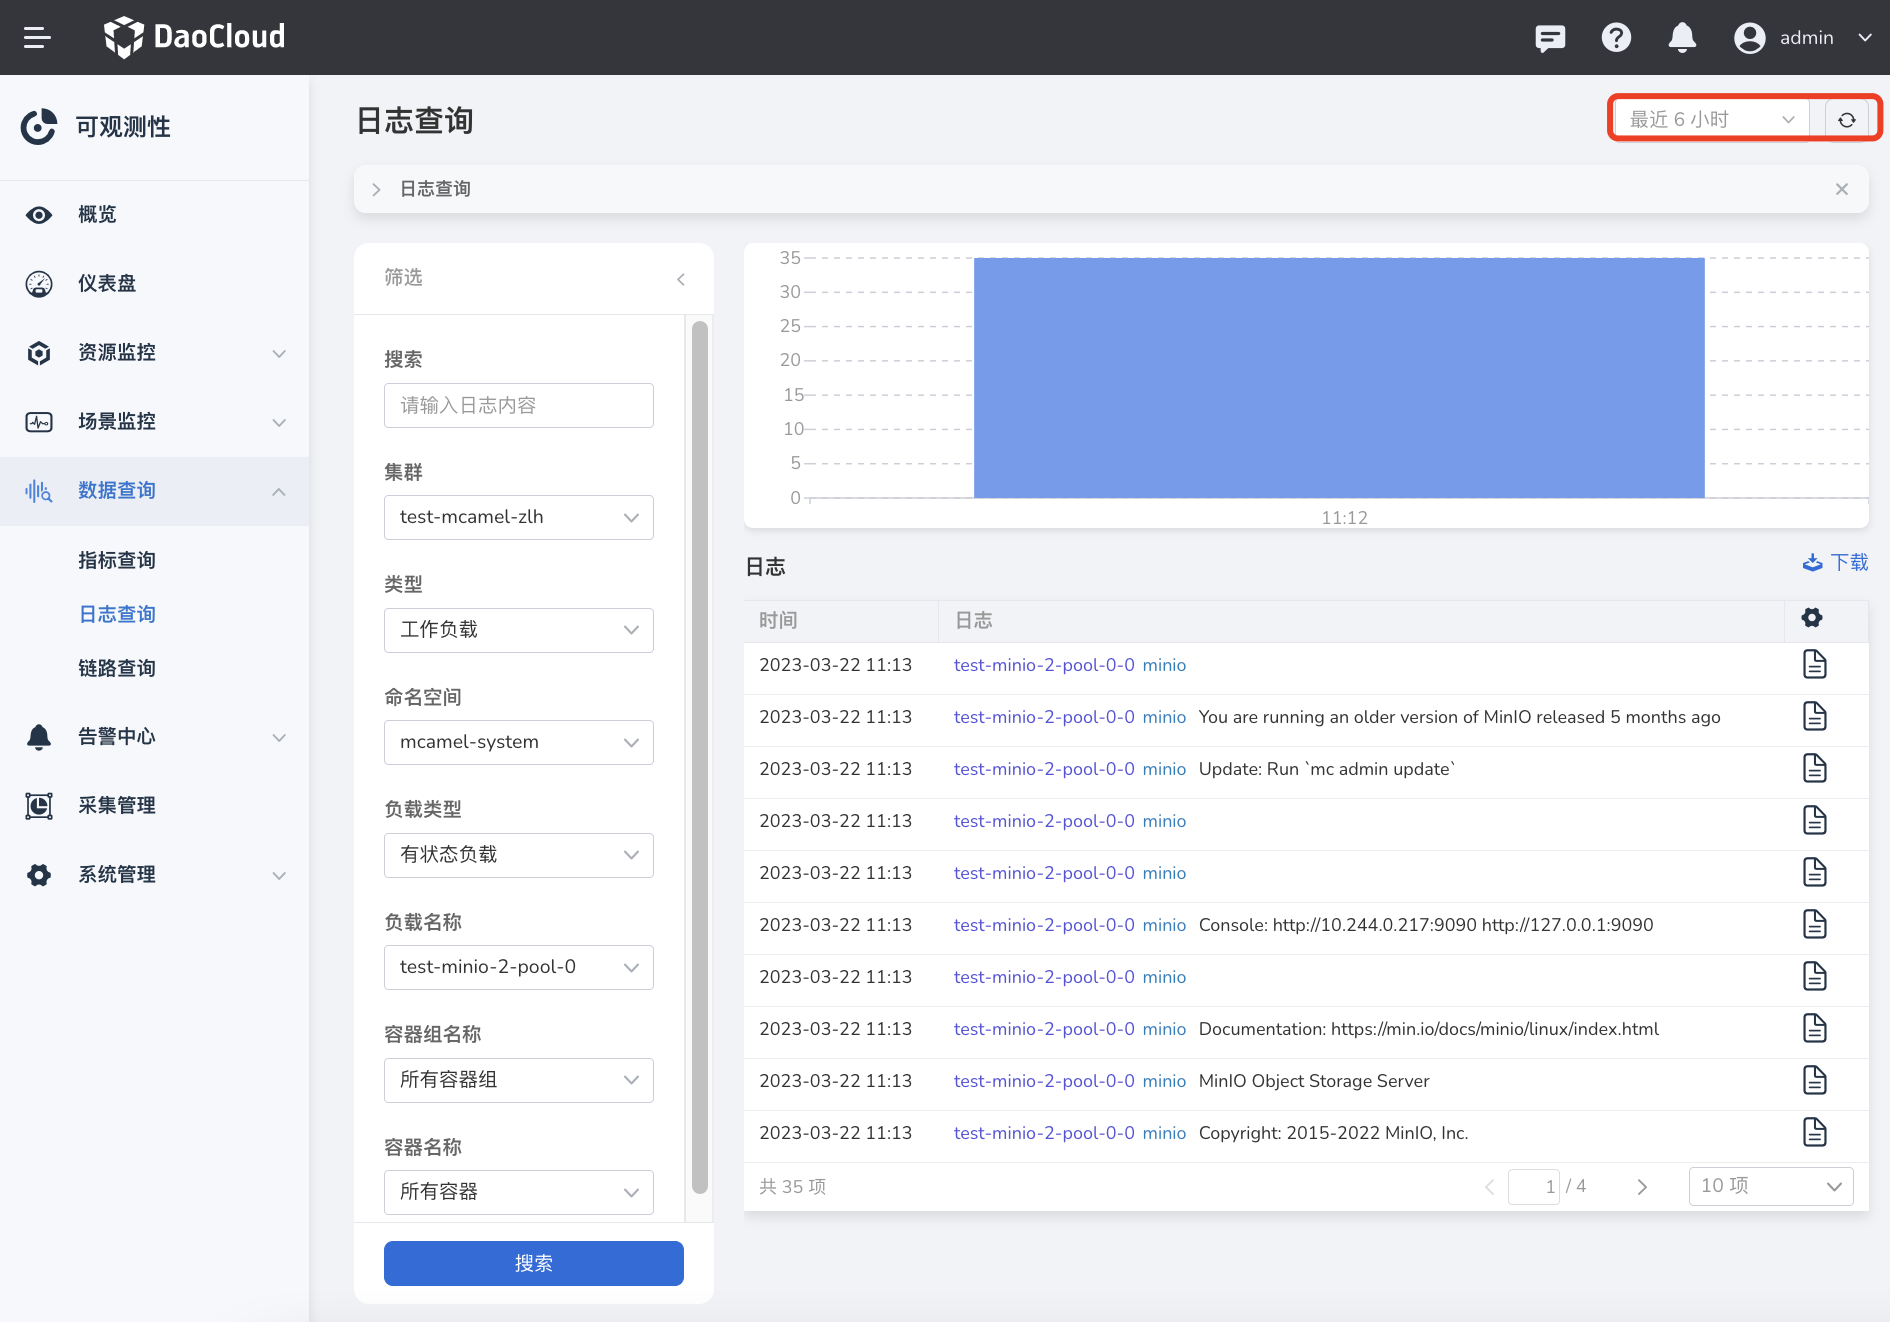 DaoCloud
admin
可观测性
概览
仪表盘
资源监控
场景监控
数据查询
指标查询
日志查询
链路查询
告警中心
采集管理
系统管理
日志查询
最近 6 小时
日志查询
筛选
搜索
请输入日志内容
集群
test-mcamel-zlh
类型
工作负载
命名空间
mcamel-system
负载类型
有状态负载
负载名称
test-minio-2-pool-0
容器组名称
所有容器组
容器名称
所有容器
搜索
35
30
25
20
15
10
5
0
11:12
日志
下载
时间 日志
2023-03-22 11:13 test-minio-2-pool-0-0 minio
2023-03-22 11:13 test-minio-2-pool-0-0 minio You are running an older version of MinIO released 5 months ago
2023-03-22 11:13 test-minio-2-pool-0-0 minio Update: Run `mc admin update`
2023-03-22 11:13 test-minio-2-pool-0-0 minio
2023-03-22 11:13 test-minio-2-pool-0-0 minio
2023-03-22 11:13 test-minio-2-pool-0-0 minio Console: http://10.244.0.217:9090 http://127.0.0.1:9090
2023-03-22 11:13 test-minio-2-pool-0-0 minio
2023-03-22 11:13 test-minio-2-pool-0-0 minio Documentation: https://min.io/docs/minio/linux/index.html
2023-03-22 11:13 test-minio-2-pool-0-0 minio MinIO Object Storage Server
2023-03-22 11:13 test-minio-2-pool-0-0 minio Copyright: 2015-2022 MinIO, Inc.
共 35 项
1 / 4
10 项